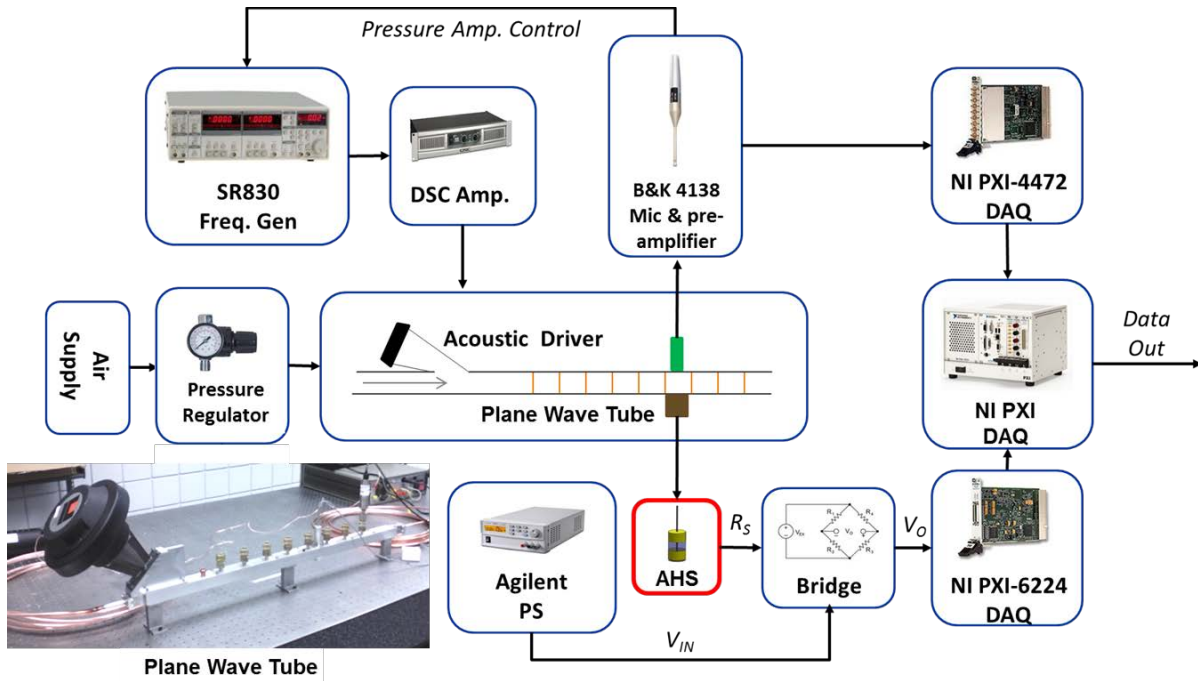 Pressure Amp. Control
SR830
Freq. Gen
DSC Amp.
B&K 4138
Mic & pre-
amplifier
NI PXI-4472
DAQ
Air
Supply
Pressure
Regulator
Acoustic Driver
Plane Wave Tube
NI PXI
DAQ
Data
Out
Agilent
PS
AHS
R_S
Bridge
V_O
NI PXI-6224
DAQ
V_IN
Plane Wave Tube